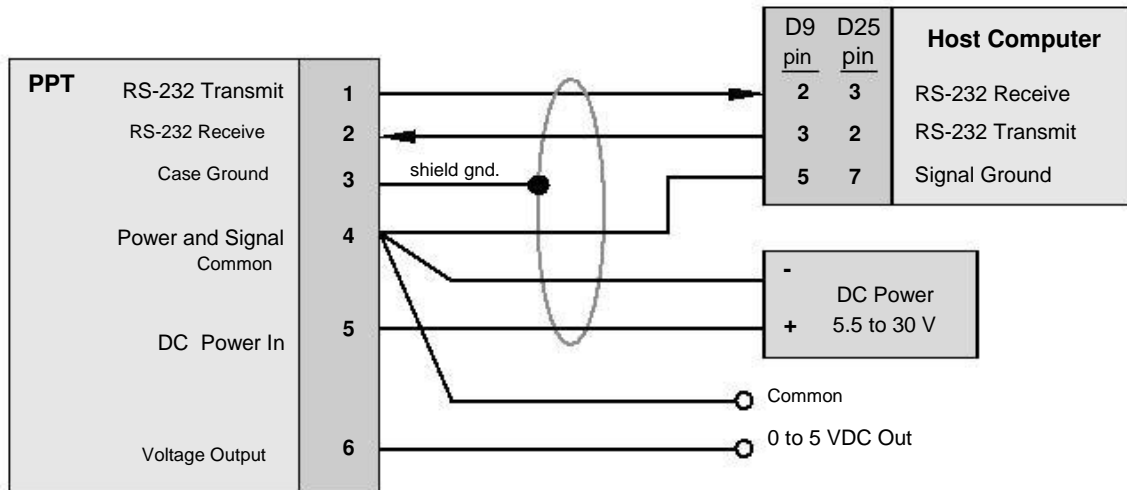 PPT
RS-232 Transmit 1
RS-232 Receive 2
Case Ground 3
Power and Signal 4
Common
DC Power In 5
Voltage Output 6
shield gnd.
D9 D25 Host Computer
pin pin
2 3 RS-232 Receive
3 2 RS-232 Transmit
5 7 Signal Ground
-
DC Power
+ 5.5 to 30 V
Common
0 to 5 VDC Out